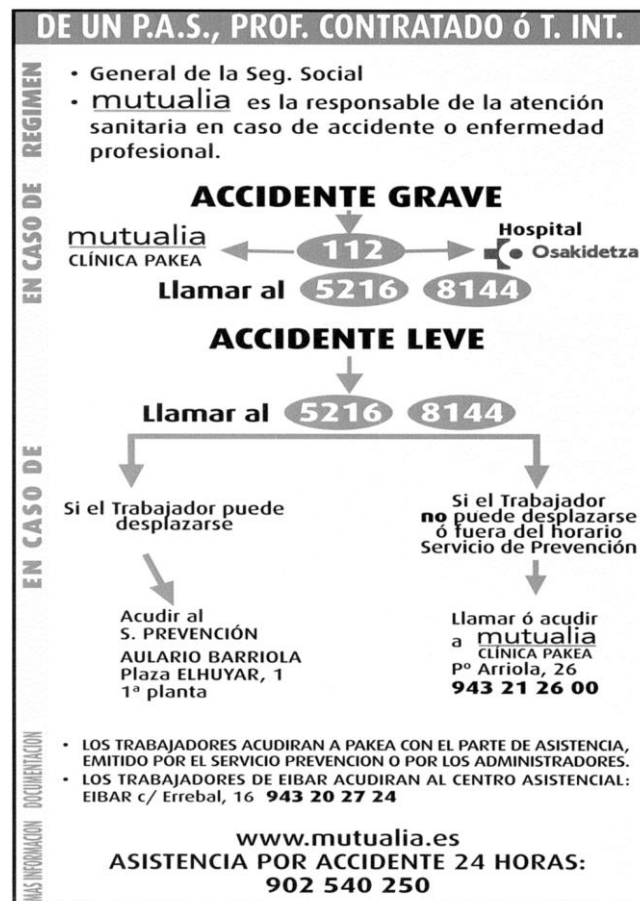 DE UN P.A.S., PROF. CONTRATADO ó T. INT.
REGIMEN
• General de la Seg. Social
• mutualia es la responsable de la atención
sanitaria en caso de accidente o enfermedad
profesional.
EN CASO DE
ACCIDENTE GRAVE
mutualia
CLÍNICA PAKEA
112
Hospital
Osakidetza
Llamar al 5216 8144
ACCIDENTE LEVE
Llamar al 5216 8144
EN CASO DE
Si el Trabajador puede
desplazarse
Acudir al
S. PREVENCIÓN
AULARIO BARRIOLA
Plaza ELHUYAR, 1
1ª planta
Si el Trabajador
no puede desplazarse
ó fuera del horario
Servicio de Prevención
Llamar ó acudir
a mutualia
CLÍNICA PAKEA
Pº Arriola, 26
943 21 26 00
DOCUMENTACION
• LOS TRABAJADORES ACUDIRAN A PAKEA CON EL PARTE DE ASISTENCIA,
EMITIDO POR EL SERVICIO PREVENCION O POR LOS ADMINISTRADORES.
• LOS TRABAJADORES DE EIBAR ACUDIRAN AL CENTRO ASISTENCIAL:
EIBAR c/ Errebal, 16 943 20 27 24
MAS INFORMACION
www.mutualia.es
ASISTENCIA POR ACCIDENTE 24 HORAS:
902 540 250